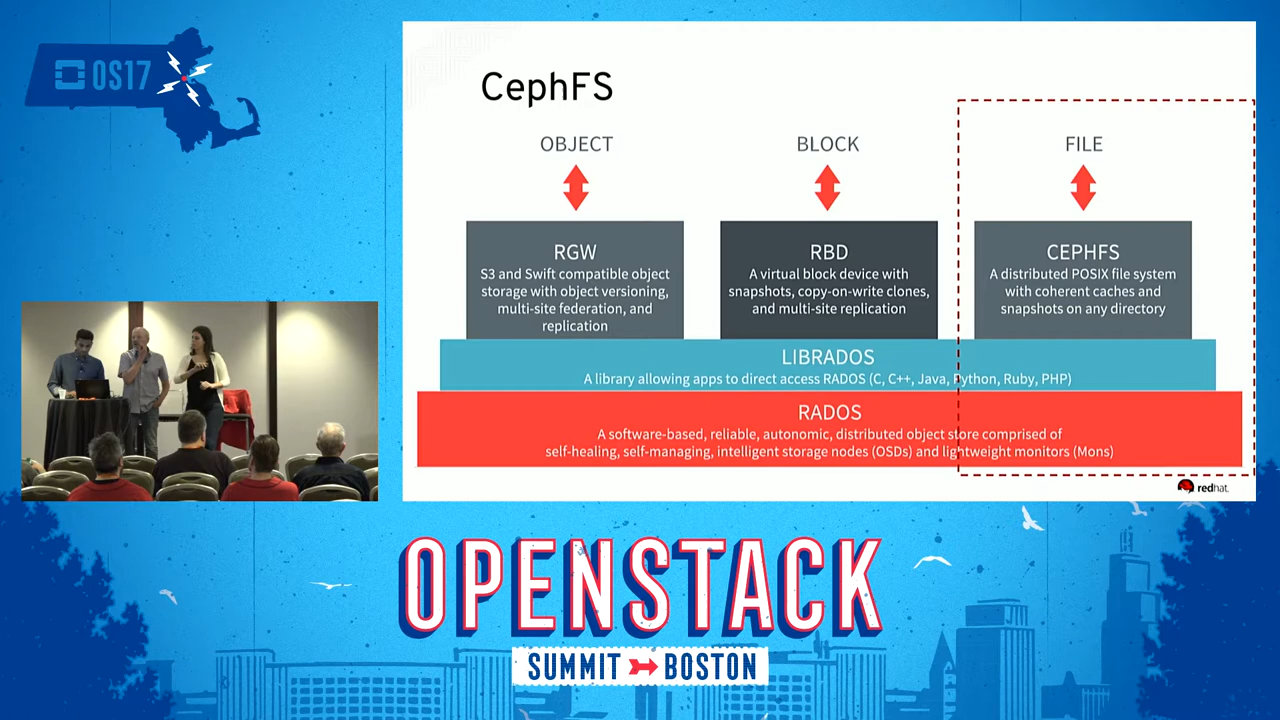 OS17
CephFS
OBJECT
BLOCK
FILE
RGW
S3 and Swift compatible object
storage with object versioning,
multi-site federation, and
replication
RBD
A virtual block device with
snapshots, copy-on-write clones,
and multi-site replication
CEPHFS
A distributed POSIX file system
with coherent caches and
snapshots on any directory
LIBRADOS
A library allowing apps to direct access RADOS (C, C++, Java, Python, Ruby, PHP)
RADOS
A software-based, reliable, autonomic, distributed object store comprised of
self-healing, self-managing, intelligent storage nodes (OSDs) and lightweight monitors (Mons)
redhat.
OPENSTACK
SUMMIT BOSTON